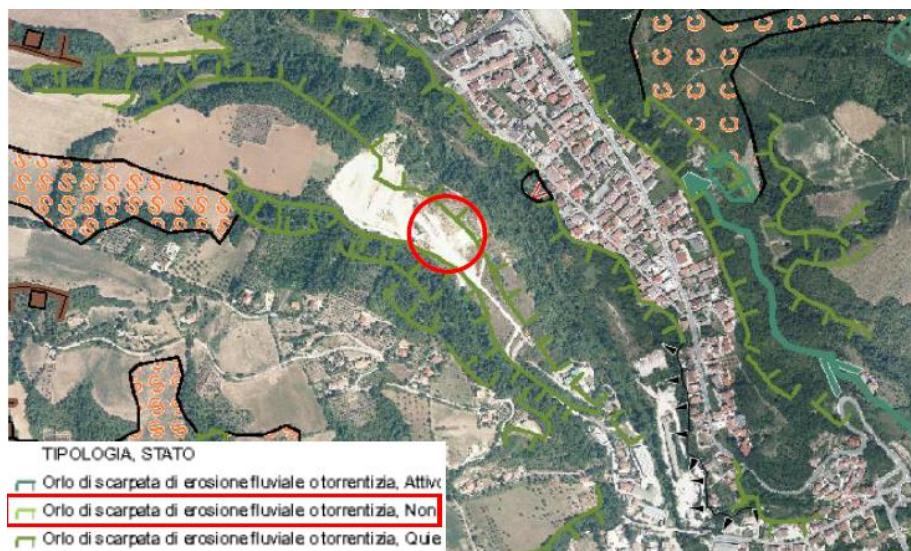 TIPOLOGIA, STATO
Orlo di scarpata di erosione fluviale o torrentizia, Attiv
Orlo di scarpata di erosione fluviale o torrentizia, Non
Orlo di scarpata di erosione fluviale o torrentizia, Quie